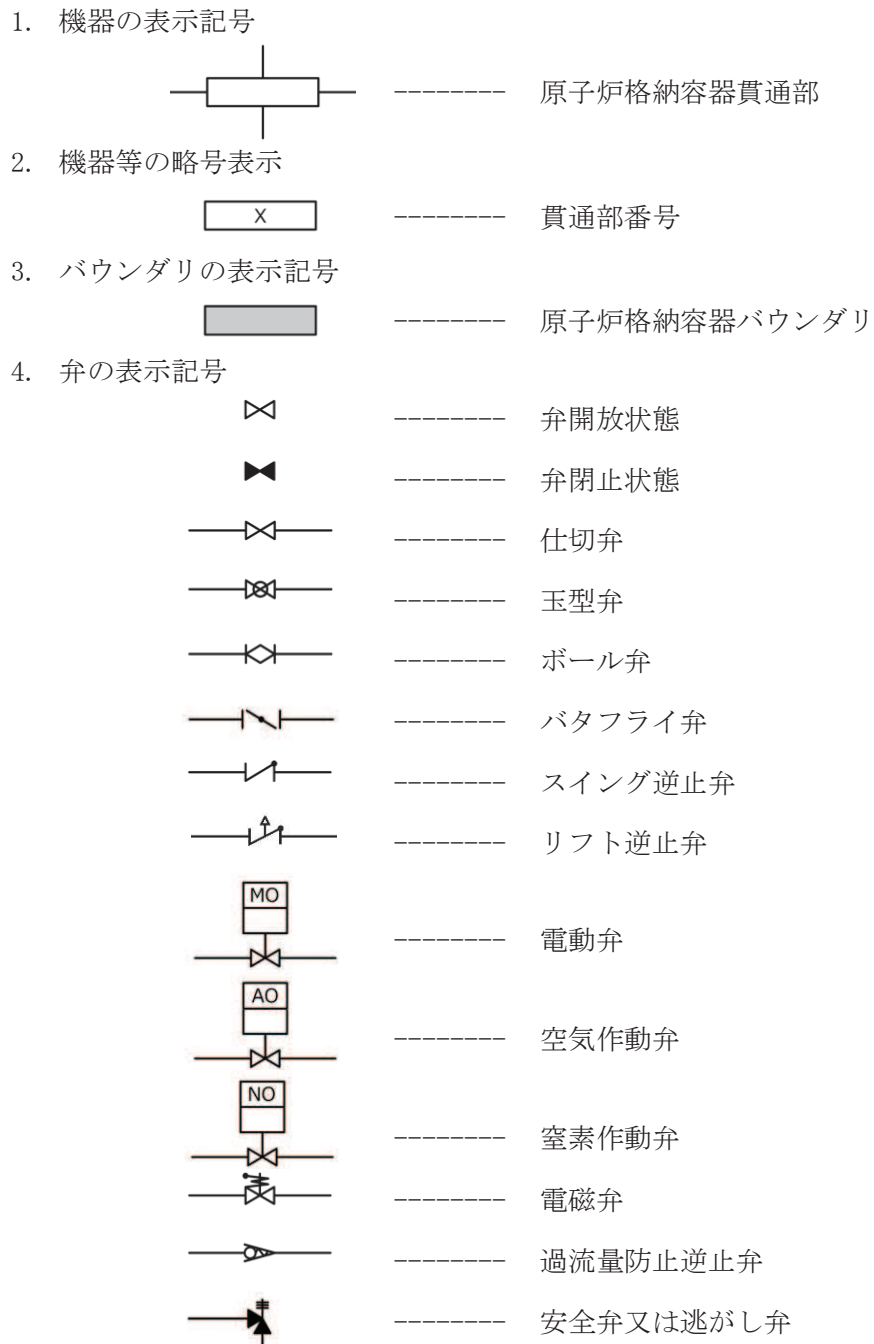 1. 機器の表示記号
-------- 原子炉格納容器貫通部
2. 機器等の略号表示
X -------- 貫通部番号
3. バウンダリの表示記号
-------- 原子炉格納容器バウンダリ
4. 弁の表示記号
-------- 弁開放状態
-------- 弁閉止状態
-------- 仕切弁
-------- 玉型弁
-------- ボール弁
-------- バタフライ弁
-------- スイング逆止弁
-------- リフト逆止弁
MO -------- 電動弁
AO -------- 空気作動弁
NO -------- 窒素作動弁
-------- 電磁弁
-------- 過流量防止逆止弁
-------- 安全弁又は逃がし弁